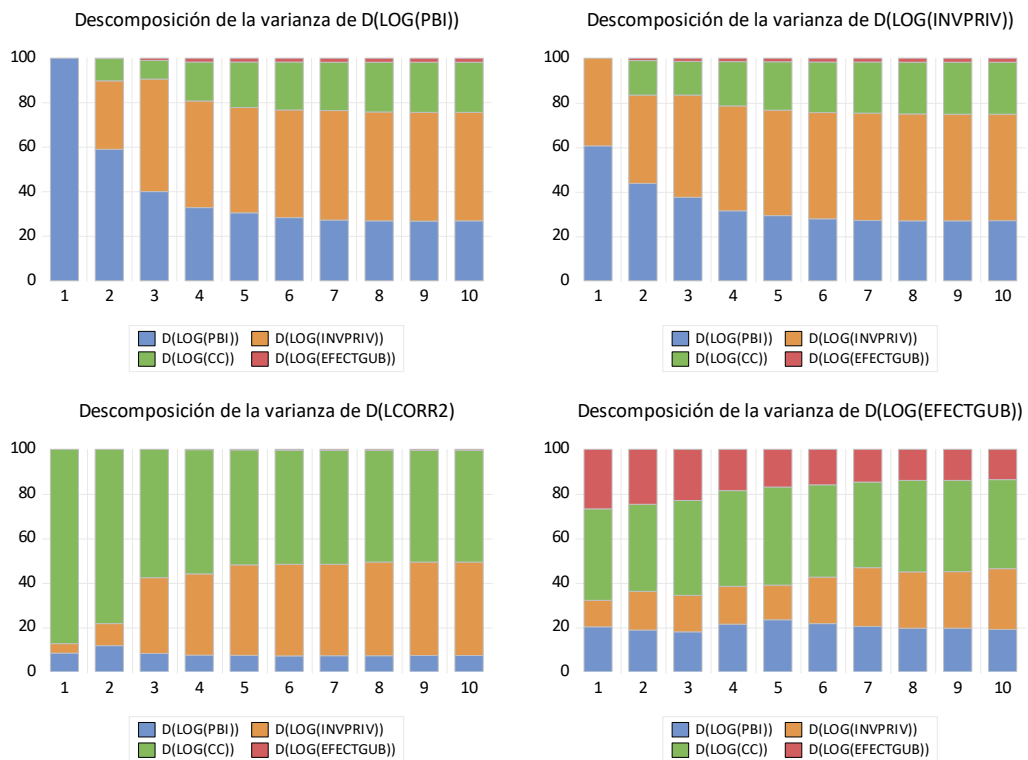 Descomposición de la varianza de D(LOG(PBI))
100
80
60
40
20
0
1 2 3 4 5 6 7 8 9 10
D(LOG(PBI)) D(LOG(INVPRIV))
D(LOG(CC)) D(LOG(EFECTGUB))
Descomposición de la varianza de D(LOG(INVPRIV))
100
80
60
40
20
0
1 2 3 4 5 6 7 8 9 10
D(LOG(PBI)) D(LOG(INVPRIV))
D(LOG(CC)) D(LOG(EFECTGUB))
Descomposición de la varianza de D(LCORR2)
100
80
60
40
20
0
1 2 3 4 5 6 7 8 9 10
D(LOG(PBI)) D(LOG(INVPRIV))
D(LOG(CC)) D(LOG(EFECTGUB))
Descomposición de la varianza de D(LOG(EFECTGUB))
100
80
60
40
20
0
1 2 3 4 5 6 7 8 9 10
D(LOG(PBI)) D(LOG(INVPRIV))
D(LOG(CC)) D(LOG(EFECTGUB))